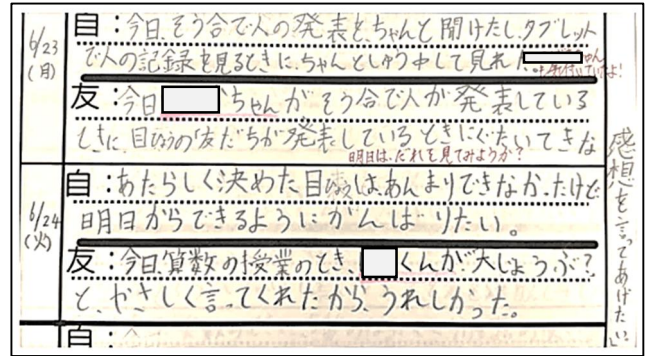 6/23
(月)
自:今日、そう合で人の発表をちゃんと聞けたし、タブレット
で人の記録を見るときに、ちゃんとしゅう中して見れ
友:今日 ちゃんがそう合で人が発表している
ときに、目ひょうの「友だちが発表しているときにぐたいてきな
明日は、だれを見てみようか?
感想を言ってあげたい。」
6/24
(火)
自:あたらしく決めた目ひょうは、あんまりできなかったけど
明日からできるようにがんばりたい。
友:今日、算数の授業のとき、 くんが「大じょうぶ?」
と、やさしく言ってくれたから、うれしかった。
自: